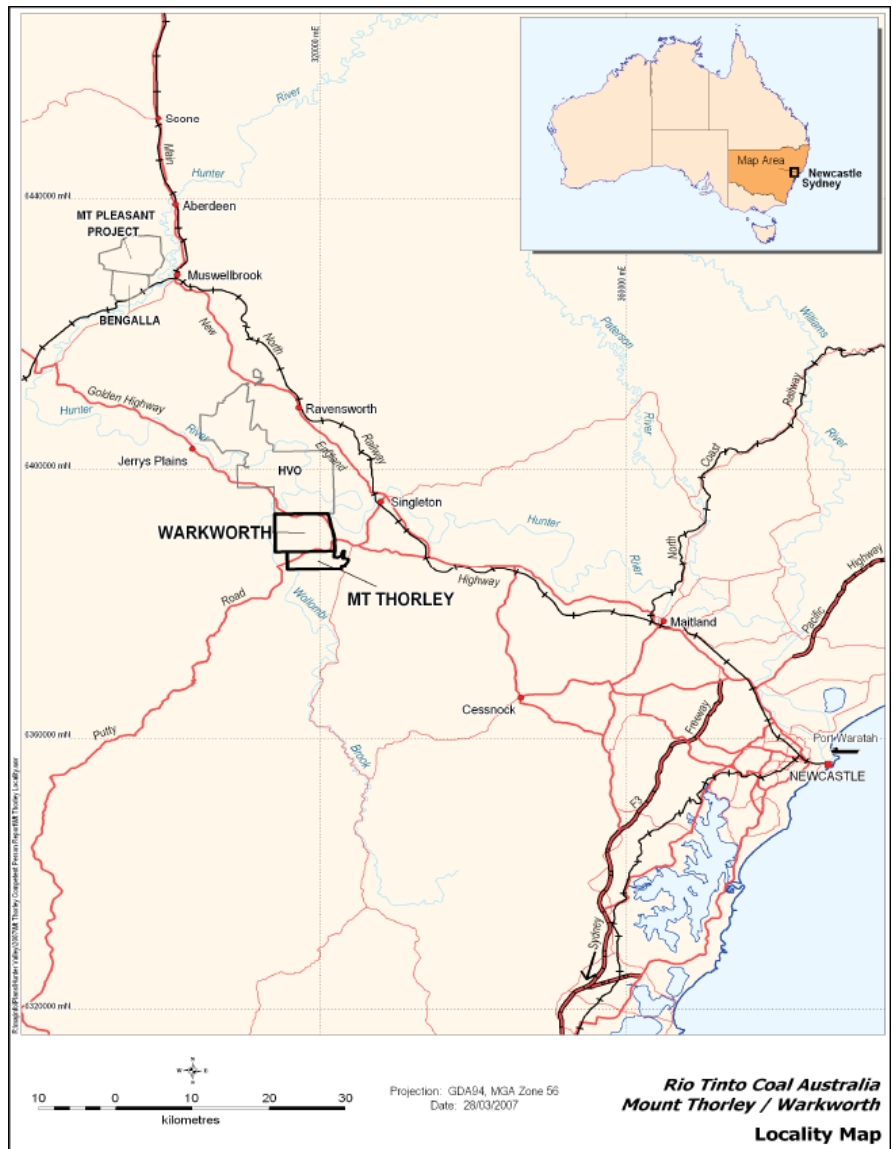 320000 mE
River
Scone
Main
Hunter
Map Area
Newcastle
Sydney
6440000 mN
Aberdeen
MT PLEASANT
PROJECT
Muswellbrook
360000 mE
BENGALLA
New
North
Paterson
Williams
Golden Highway
Hunter
River
Ravensworth
Railway
England
Jerrys Plains
HVO
River
Coast
Railway
River
6400000 mN
Singleton
WARKWORTH
Hunter
River
North
Highway
Highway
MT THORLEY
Road
Wollombi
Maitland
Pacific
Cessnock
Putty
Freeway
6360000 mN
Port Waratah
NEWCASTLE
Brook
F3
Sydney
6320000 mN
N
W
S
10 0 10 20 30
kilometres
Projection: GDA94, MGA Zone 56
Date: 28/03/2007
Rio Tinto Coal Australia
Mount Thorley / Warkworth
Locality Map